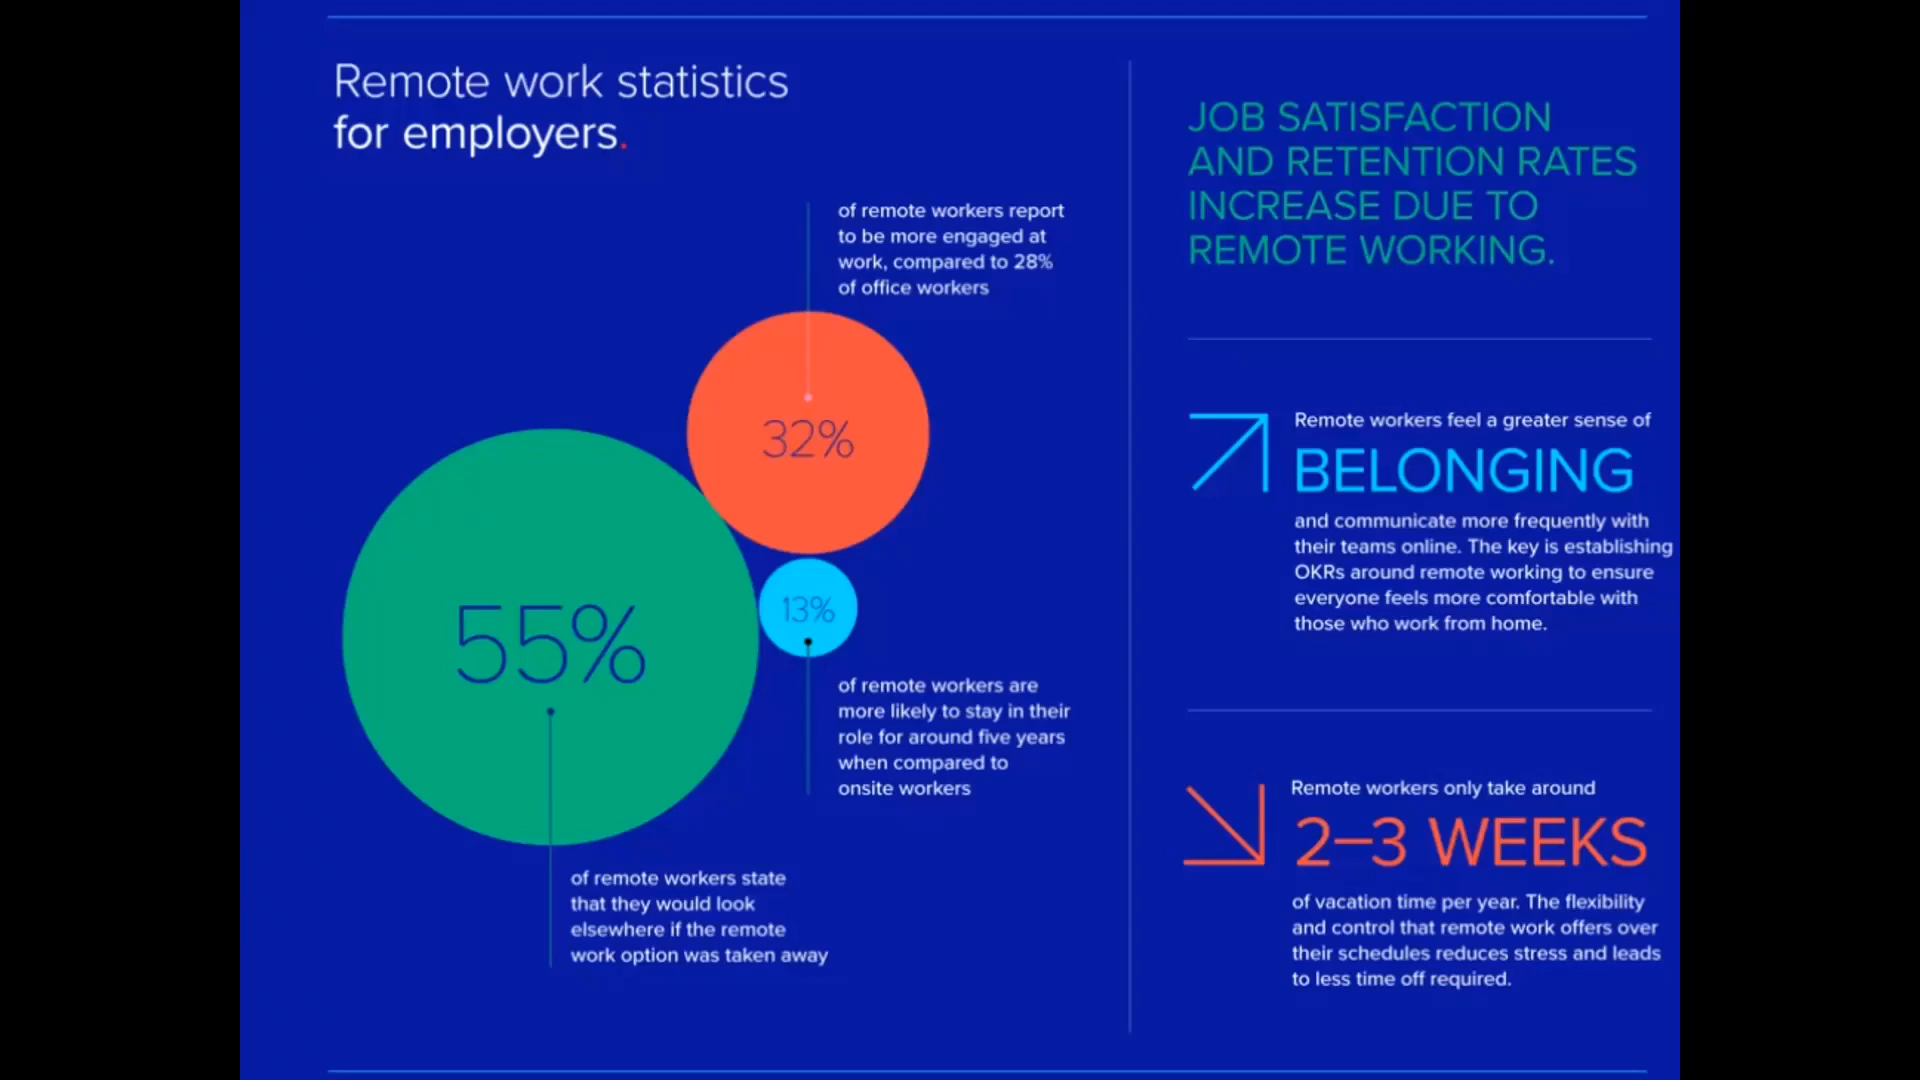 Remote work statistics
for employers.
of remote workers report
to be more engaged at
work, compared to 28%
of office workers
32%
55%
13%
of remote workers are
more likely to stay in their
role for around five years
when compared to
onsite workers
of remote workers state
that they would look
elsewhere if the remote
work option was taken away
JOB SATISFACTION
AND RETENTION RATES
INCREASE DUE TO
REMOTE WORKING.
Remote workers feel a greater sense of
BELONGING
and communicate more frequently with
their teams online. The key is establishing
OKRs around remote working to ensure
everyone feels more comfortable with
those who work from home.
Remote workers only take around
2–3 WEEKS
of vacation time per year. The flexibility
and control that remote work offers over
their schedules reduces stress and leads
to less time off required.